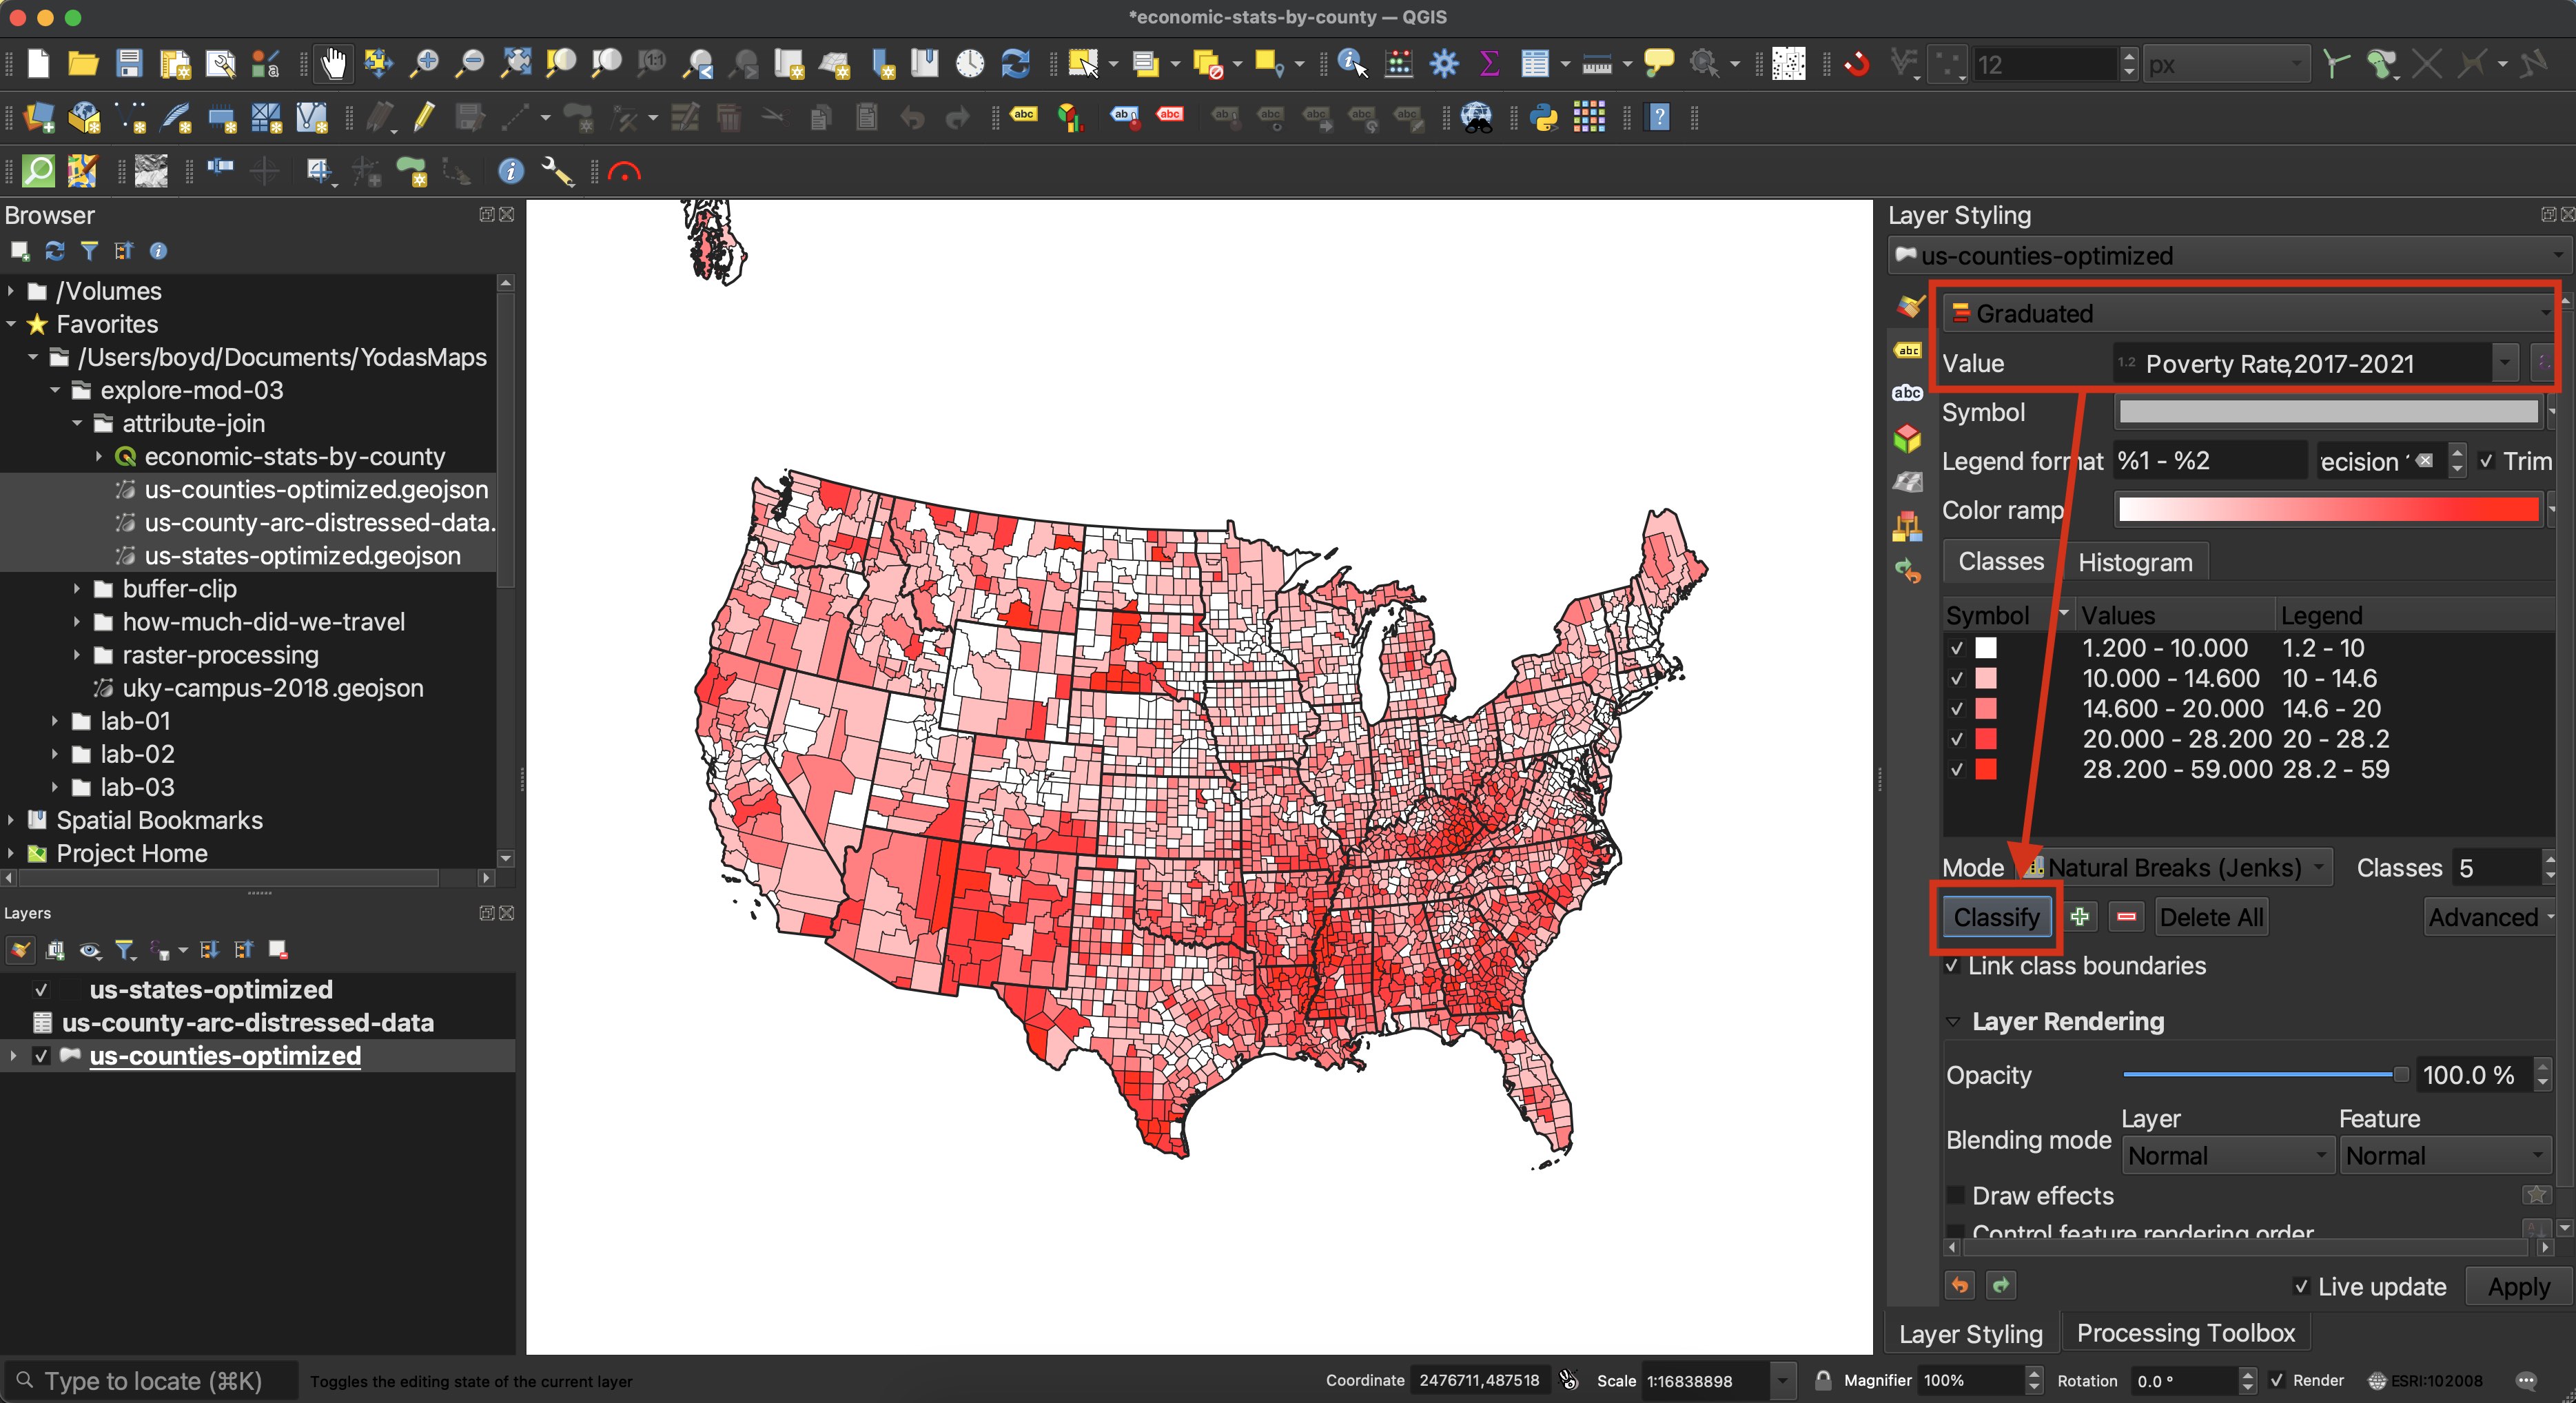 *economic-stats-by-county — QGIS
12
px
Browser
/Volumes
Favorites
/Users/boyd/Documents/YodasMaps
explore-mod-03
attribute-join
economic-stats-by-county
us-counties-optimized.geojson
us-county-arc-distressed-data.
us-states-optimized.geojson
buffer-clip
how-much-did-we-travel
raster-processing
uky-campus-2018.geojson
lab-01
lab-02
lab-03
Spatial Bookmarks
Project Home
Layers
us-states-optimized
us-county-arc-distressed-data
us-counties-optimized
Layer Styling
us-counties-optimized
Graduated
Value 1.2 Poverty Rate,2017-2021
Symbol
Legend format %1 - %2 ecision Trim
Color ramp
Classes Histogram
Symbol Values Legend
1.200 - 10.000 1.2 - 10
10.000 - 14.600 10 - 14.6
14.600 - 20.000 14.6 - 20
20.000 - 28.200 20 - 28.2
28.200 - 59.000 28.2 - 59
Mode Natural Breaks (Jenks) Classes 5
Classify Delete All Advanced
Link class boundaries
Layer Rendering
Opacity 100.0 %
Layer Feature
Blending mode Normal Normal
Draw effects
Control feature rendering order
Live update Apply
Layer Styling Processing Toolbox
Type to locate (⌘K) Toggles the editing state of the current layer Coordinate 2476711,487518 Scale 1:16838898 Magnifier 100% Rotation 0.0 ° Render ESRI:102008